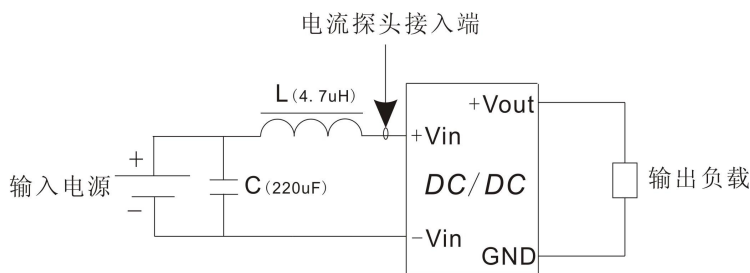 电流探头接入端
L(4.7uH)
+Vout
+Vin
+
输入电源
C(220uF)
DC/DC
输出负载
−
−Vin
GND